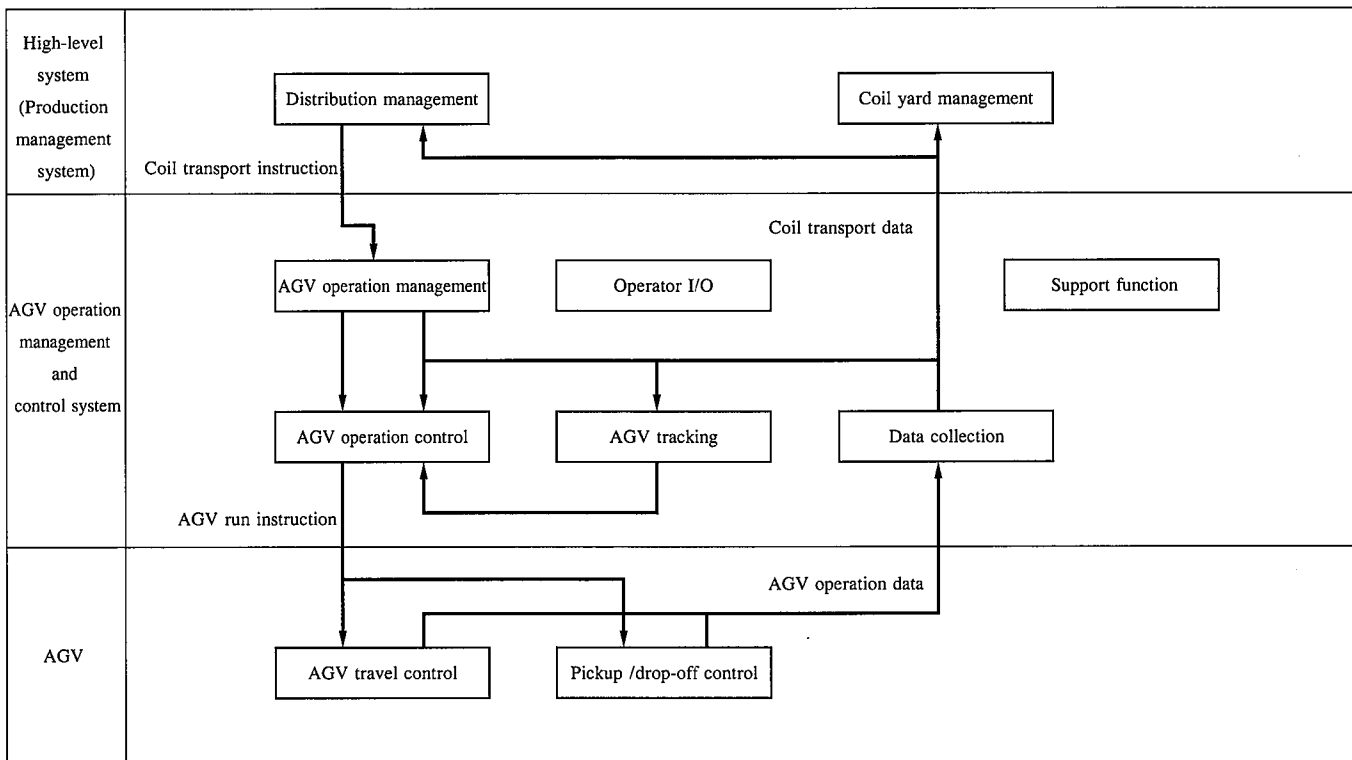 High-level
system
(Production
management
system)
Distribution management
Coil yard management
Coil transport instruction
Coil transport data
AGV operation
management
and
control system
AGV operation management
Operator I/O
Support function
AGV operation control
AGV tracking
Data collection
AGV run instruction
AGV operation data
AGV
AGV travel control
Pickup /drop-off control